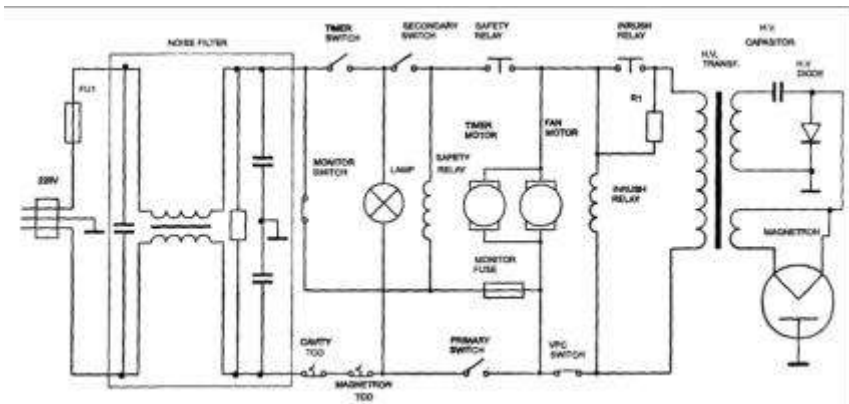 NOISE FILTER
TIMER
SWITCH
SECONDARY
SWITCH
SAFETY
RELAY
INRUSH
RELAY
H.V.
CAPASITOR
H.V.
TRANSF.
H.V.
DIODE
FU1
R1
TIMER
MOTOR
FAN
MOTOR
MONITOR
SWITCH
LAMP
SAFETY
RELAY
220V
INRUSH
RELAY
MAGNETRON
MONITOR
FUSE
CAVITY
TCO
MAGNETRON
TCO
PRIMARY
SWITCH
SWITCH